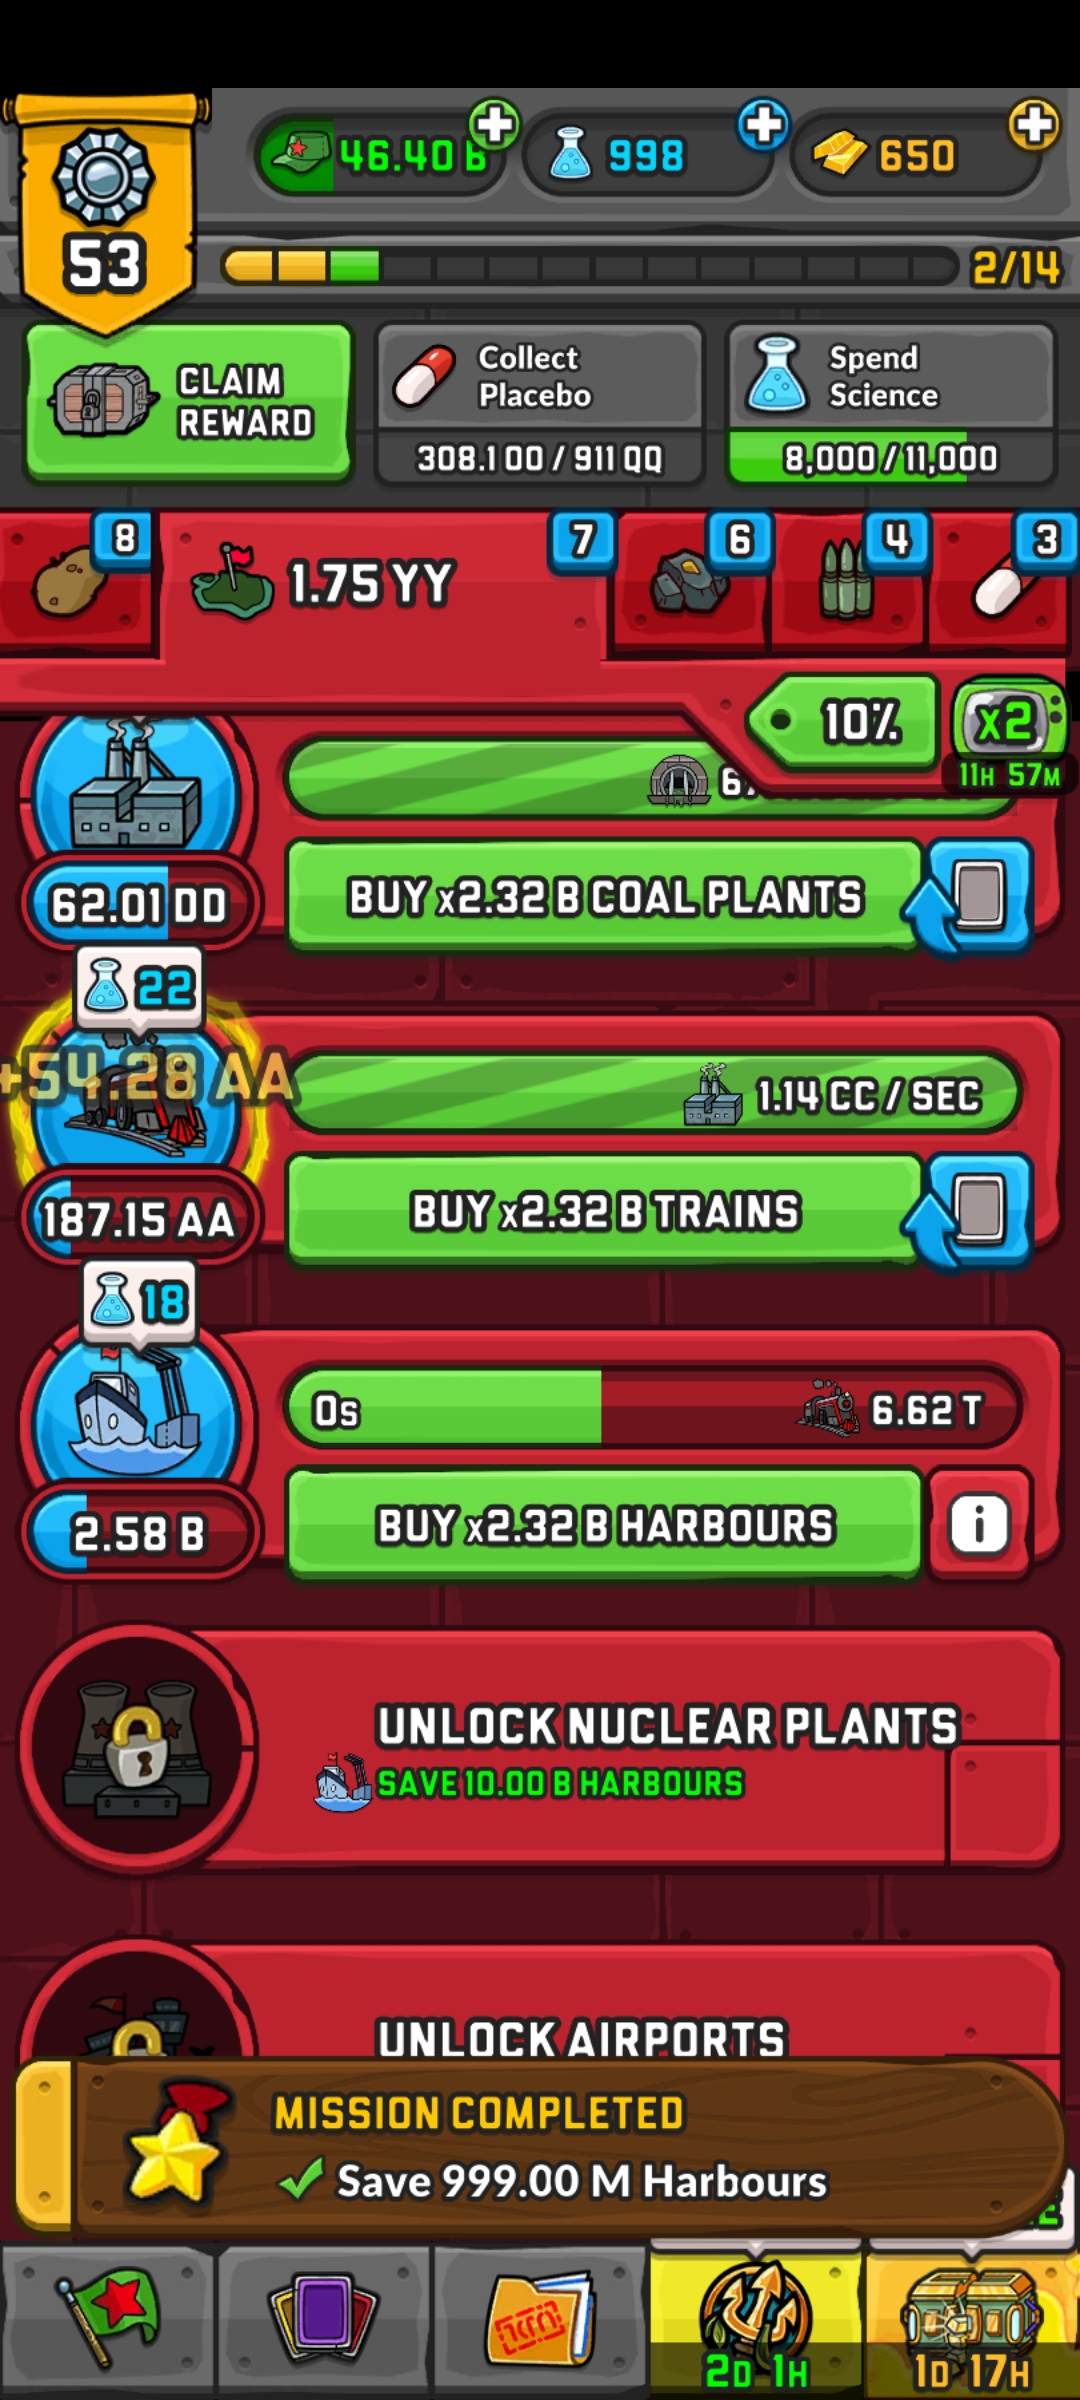 53
46.40 B
998
650
2/14
CLAIM
REWARD
Collect
Placebo
308.1 OO / 911 QQ
Spend
Science
8,000 / 11,000
8
1.75 YY
7
6
4
3
10%
x2
11H 57M
62.01 DD
BUY x2.32 B COAL PLANTS
22
+54.28 AA
1.14 CC / SEC
187.15 AA
BUY x2.32 B TRAINS
18
0s
6.62 T
2.58 B
BUY x2.32 B HARBOURS
i
UNLOCK NUCLEAR PLANTS
SAVE 10.00 B HARBOURS
UNLOCK AIRPORTS
MISSION COMPLETED
Save 999.00 M Harbours
2D 1H
1D 17H